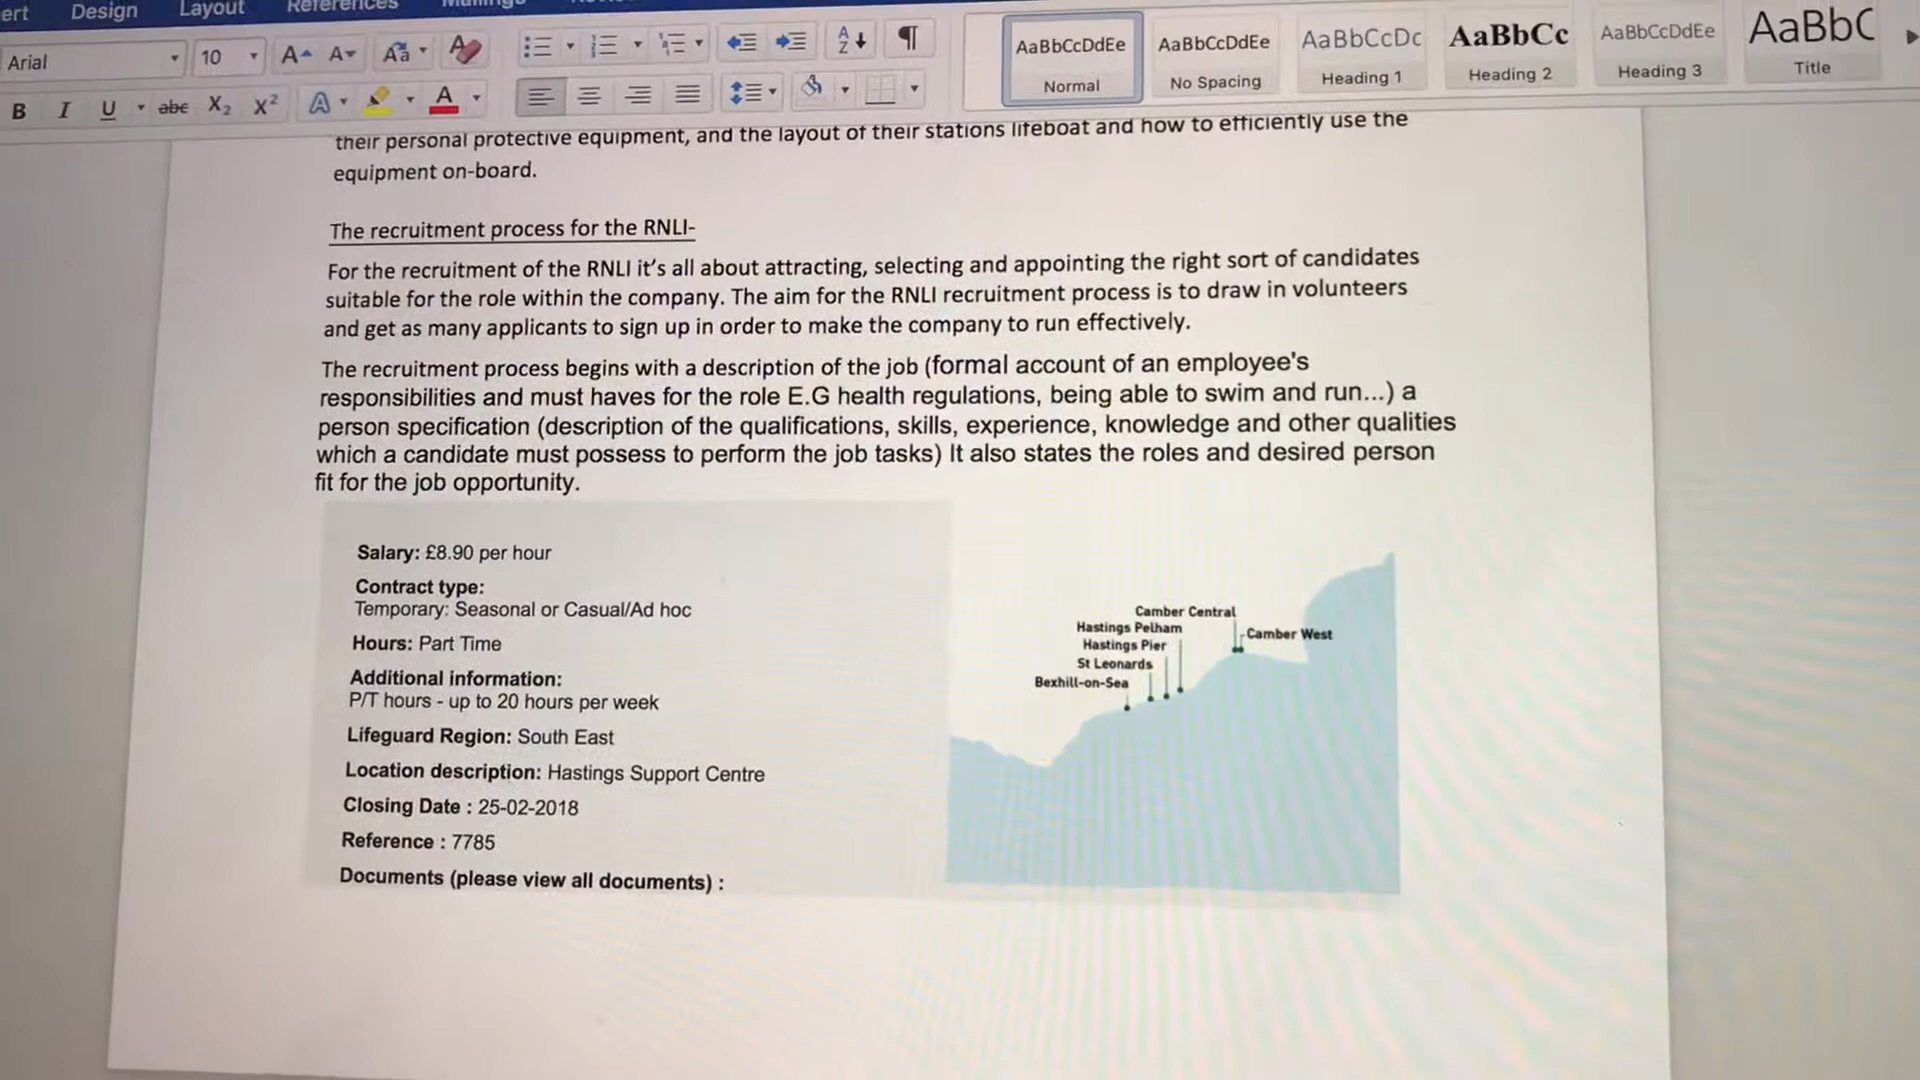 ert Design Layout References
Arial 10
AaBbCcDdEe AaBbCcDdEe AaBbCcDc AaBbCc AaBbCcDdEe AaBbC
Normal No Spacing Heading 1 Heading 2 Heading 3 Title
B I U abc X₂ X² A A
their personal protective equipment, and the layout of their stations lifeboat and how to efficiently use the
equipment on-board.
The recruitment process for the RNLI-
For the recruitment of the RNLI it's all about attracting, selecting and appointing the right sort of candidates
suitable for the role within the company. The aim for the RNLI recruitment process is to draw in volunteers
and get as many applicants to sign up in order to make the company to run effectively.
The recruitment process begins with a description of the job (formal account of an employee's
responsibilities and must haves for the role E.G health regulations, being able to swim and run...) a
person specification (description of the qualifications, skills, experience, knowledge and other qualities
which a candidate must possess to perform the job tasks) It also states the roles and desired person
fit for the job opportunity.
Salary: £8.90 per hour
Contract type:
Temporary: Seasonal or Casual/Ad hoc
Hours: Part Time
Additional information:
P/T hours - up to 20 hours per week
Lifeguard Region: South East
Location description: Hastings Support Centre
Closing Date : 25-02-2018
Reference : 7785
Documents (please view all documents) :
Camber Central
Hastings Pelham
Camber West
Hastings Pier
St Leonards
Bexhill-on-Sea